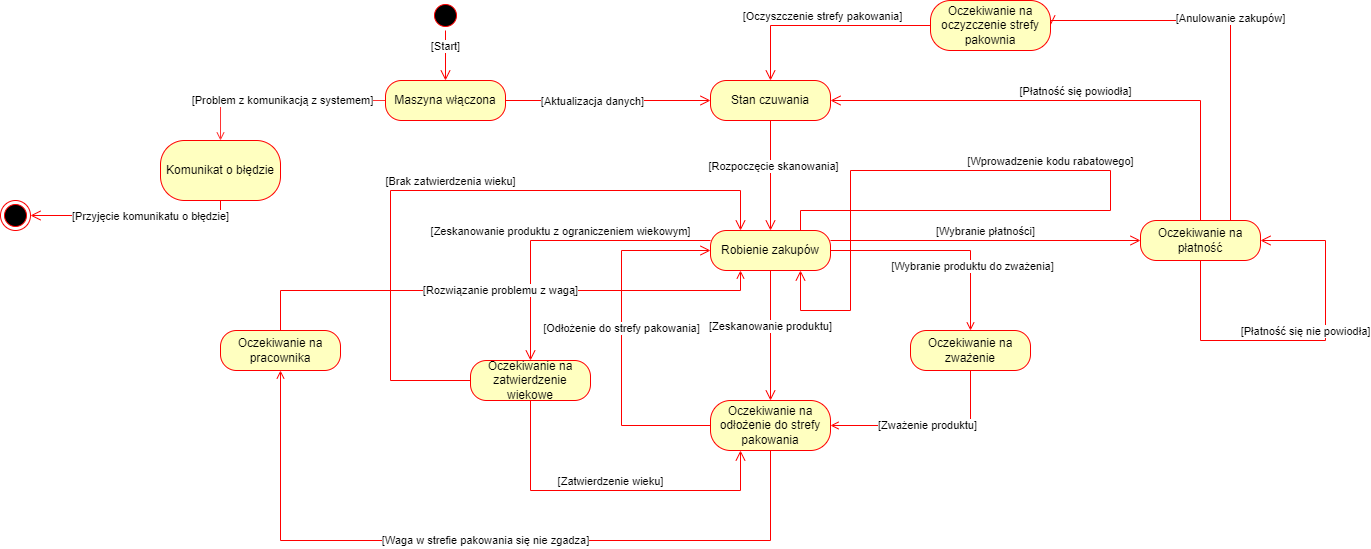 Oczekiwanie na
oczyzczenie strefy
pakownia
[Oczyszczenie strefy pakowania]
[Anulowanie zakupów]
[Start]
Maszyna włączona
[Problem z komunikacją z systemem]
[Aktualizacja danych]
Stan czuwania
[Płatność się powiodła]
Komunikat o błędzie
[Przyjęcie komunikatu o błędzie]
[Rozpoczęcie skanowania]
[Wprowadzenie kodu rabatowego]
[Brak zatwierdzenia wieku]
[Zeskanowanie produktu z ograniczeniem wiekowym]
Robienie zakupów
[Wybranie płatności]
Oczekiwanie na
płatność
[Wybranie produktu do zważenia]
[Rozwiązanie problemu z wagą]
[Odłożenie do strefy pakowania]
[Zeskanowanie produktu]
[Płatność się nie powiodła]
Oczekiwanie na
pracownika
Oczekiwanie na
zważenie
Oczekiwanie na
zatwierdzenie
więkowę
Oczekiwanie na
odłożenie do strefy
pakowania
[Zważenie produktu]
[Zatwierdzenie wieku]
[Waga w strefie pakowania się nie zgadza]